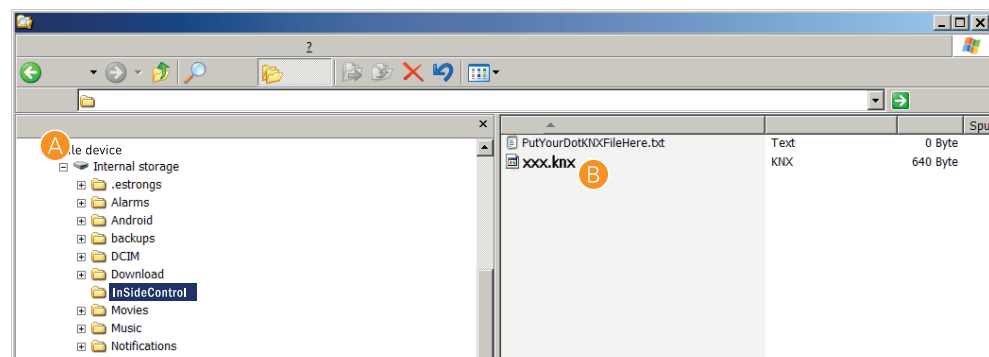 ?
Spu
A
le device
Internal storage
.estrongs
Alarms
Android
backups
DCIM
Download
InSideControl
Movies
Music
Notifications
PutYourDotKNXFileHere.txt Text 0 Byte
xxx.knx KNX 640 Byte
B